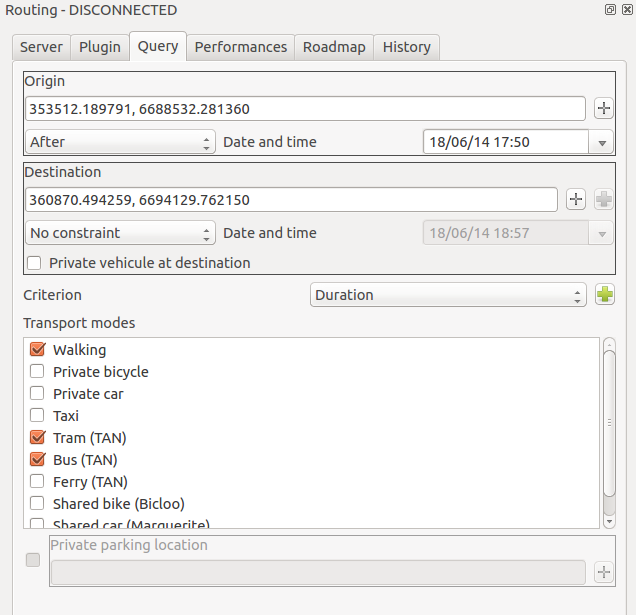 Routing - DISCONNECTED
Server Plugin Query Performances Roadmap History
Origin
353512.189791, 6688532.281360
After Date and time 18/06/14 17:50
Destination
360870.494259, 6694129.762150
No constraint Date and time 18/06/14 18:57
Private vehicule at destination
Criterion Duration
Transport modes
Walking
Private bicycle
Private car
Taxi
Tram (TAN)
Bus (TAN)
Ferry (TAN)
Shared bike (Bicloo)
Shared car (Marguerite)
Private parking location